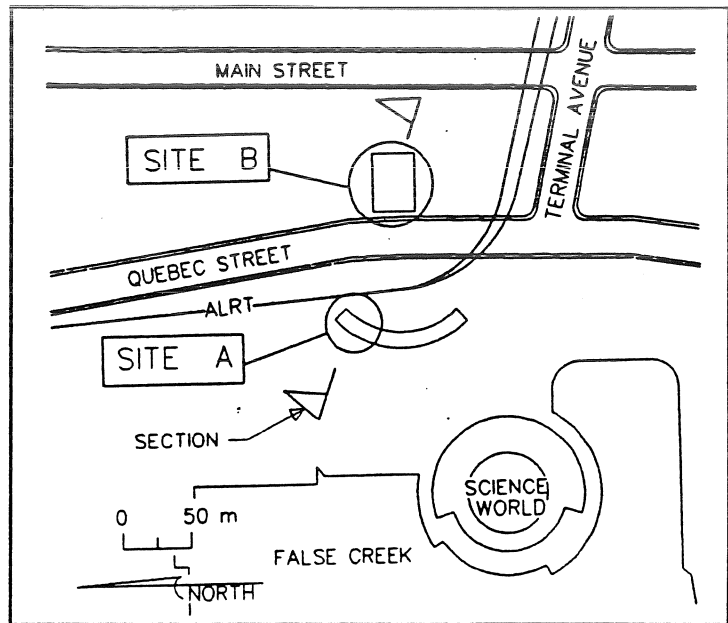 MAIN STREET
TERMINAL AVENUE
SITE B
QUEBEC STREET
ALRT
SITE A
SECTION
SCIENCE
WORLD
0 50 m
FALSE CREEK
NORTH